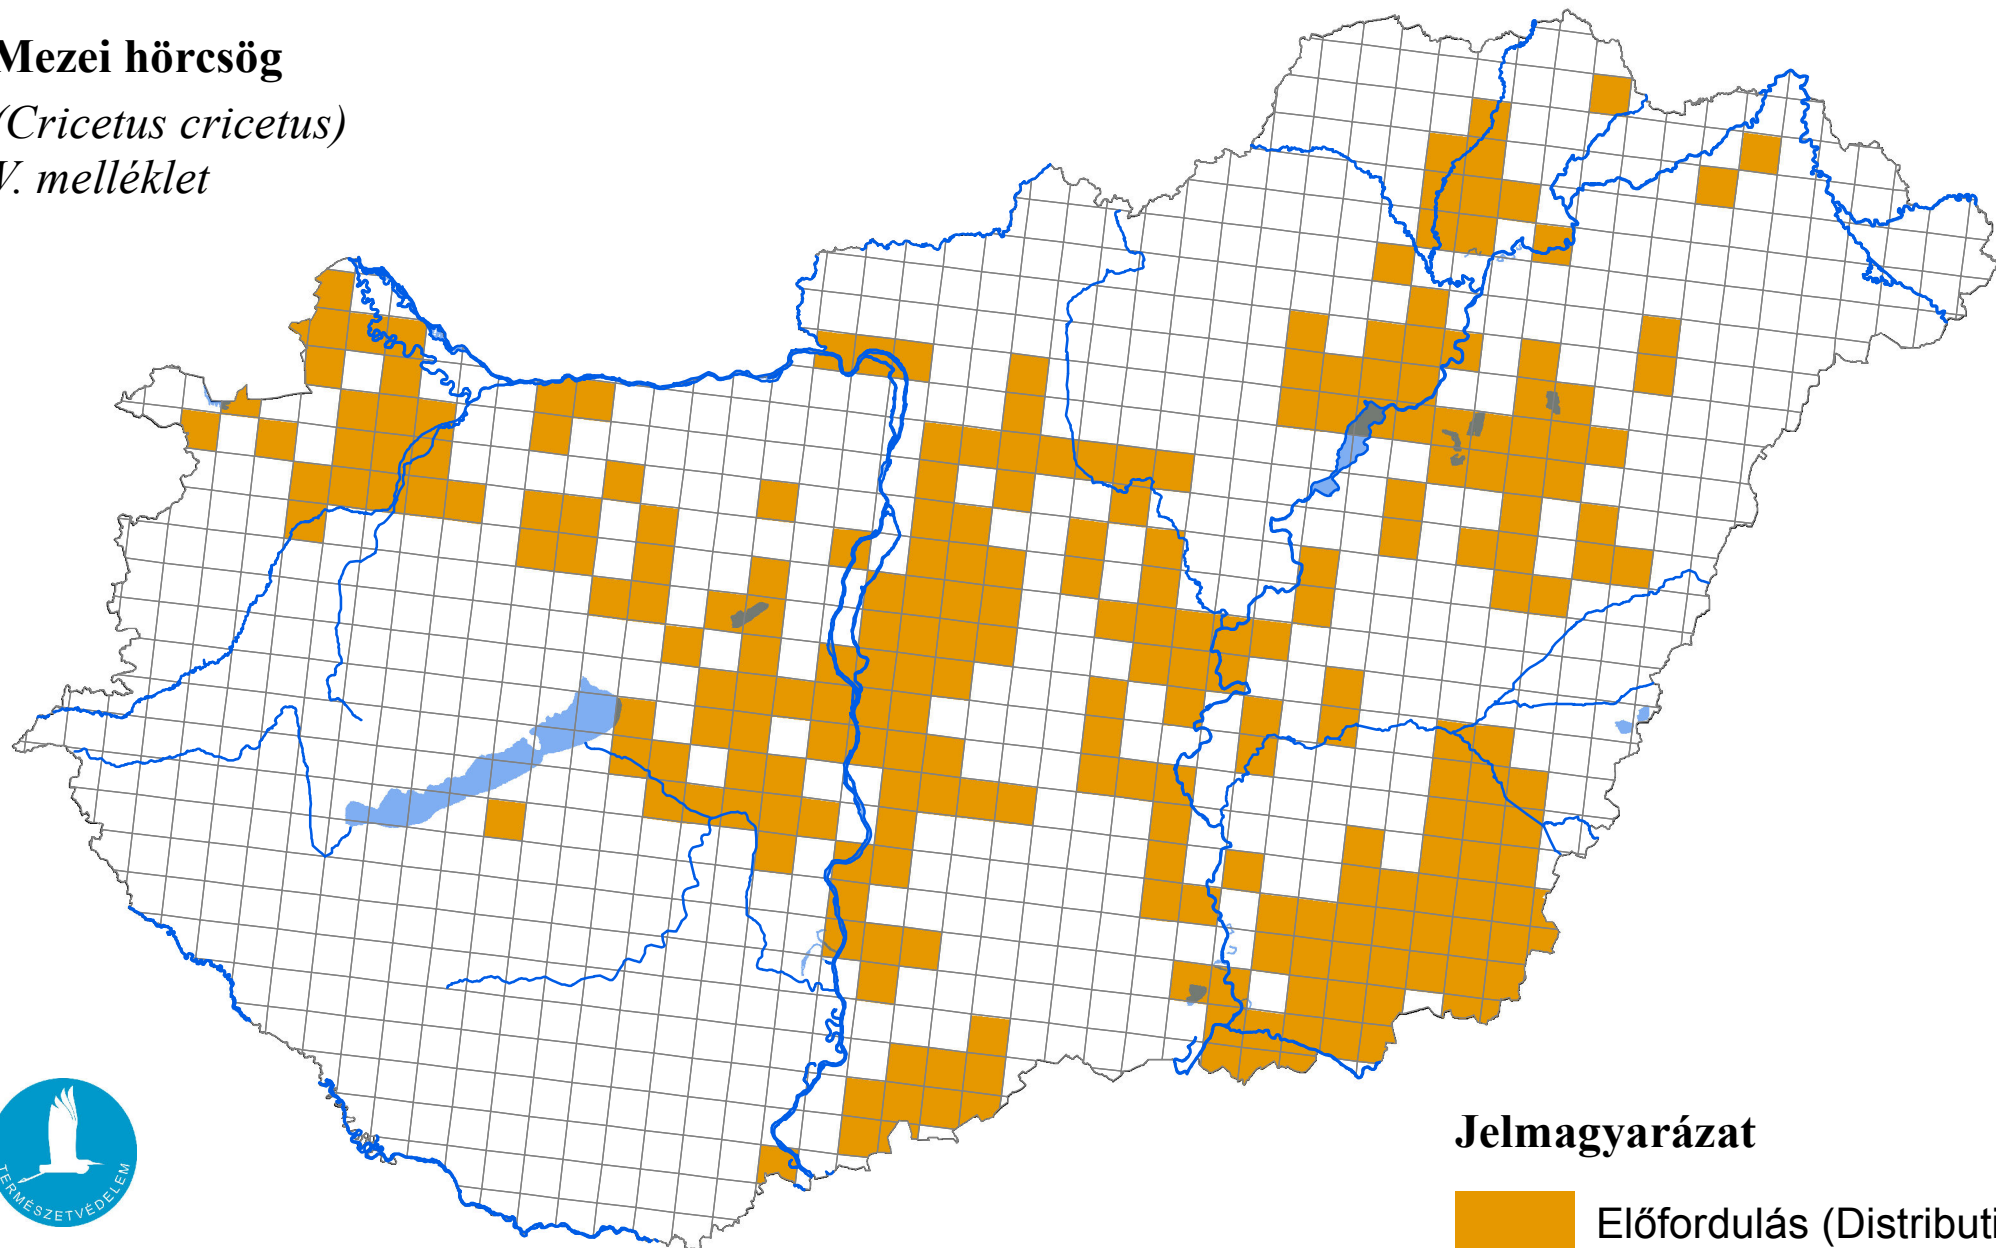 Mezei hörcsög
(Cricetus cricetus)
V. melléklet
TERMÉSZETVÉDELEM
Jelmagyarázat
Előfordulás (Distributi